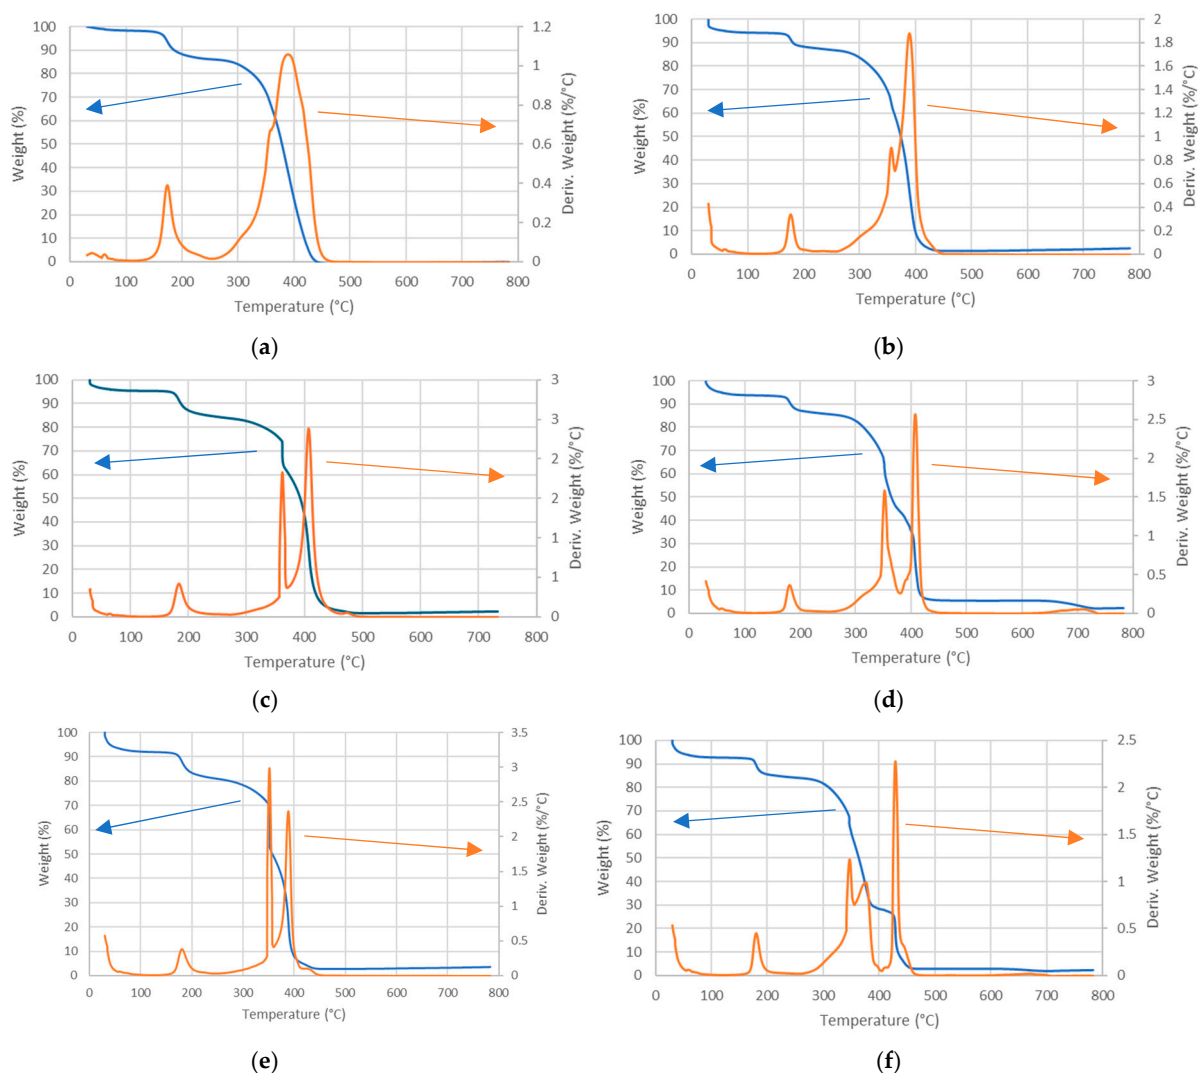 100 90 80 70 60 50 40 30 20 10 0
Weight (%)
1.2 1 0.8 0.6 0.4 0.2 0
Deriv. Weight (%/°C)
0 100 200 300 400 500 600 700 800
Temperature (°C)
(a)
100 90 80 70 60 50 40 30 20 10 0
Weight (%)
2 1.8 1.6 1.4 1.2 1 0.8 0.6 0.4 0.2 0
Deriv. Weight (%/°C)
0 100 200 300 400 500 600 700 800
Temperature (°C)
(b)
100 90 80 70 60 50 40 30 20 10 0
Weight (%)
3 3 2 2 1 1 0
Deriv. Weight (%/°C)
0 100 200 300 400 500 600 700 800
Temperature (°C)
(c)
100 90 80 70 60 50 40 30 20 10 0
Weight (%)
3 2.5 2 1.5 1 0.5 0
Deriv. Weight (%/°C)
0 100 200 300 400 500 600 700 800
Temperature (°C)
(d)
100 90 80 70 60 50 40 30 20 10 0
Weight (%)
3.5 3 2.5 2 1.5 1 0.5 0
Deriv. Weight (%/°C)
0 100 200 300 400 500 600 700 800
Temperature (°C)
(e)
100 90 80 70 60 50 40 30 20 10 0
Weight (%)
2.5 2 1.5 1 0.5 0
Deriv. Weight (%/°C)
0 100 200 300 400 500 600 700 800
Temperature (°C)
(f)